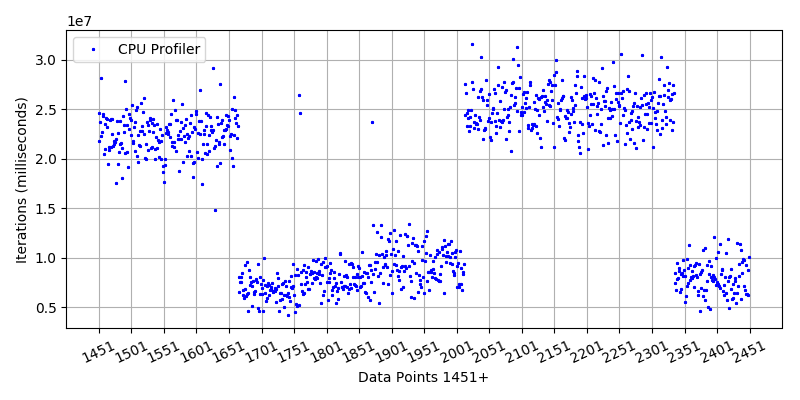 1e7
CPU Profiler
3.0
2.5
2.0
1.5
1.0
0.5
Iterations (milliseconds)
1451 1501 1551 1601 1651 1701 1751 1801 1851 1901 1951 2001 2051 2101 2151 2201 2251 2301 2351 2401 2451
Data Points 1451+